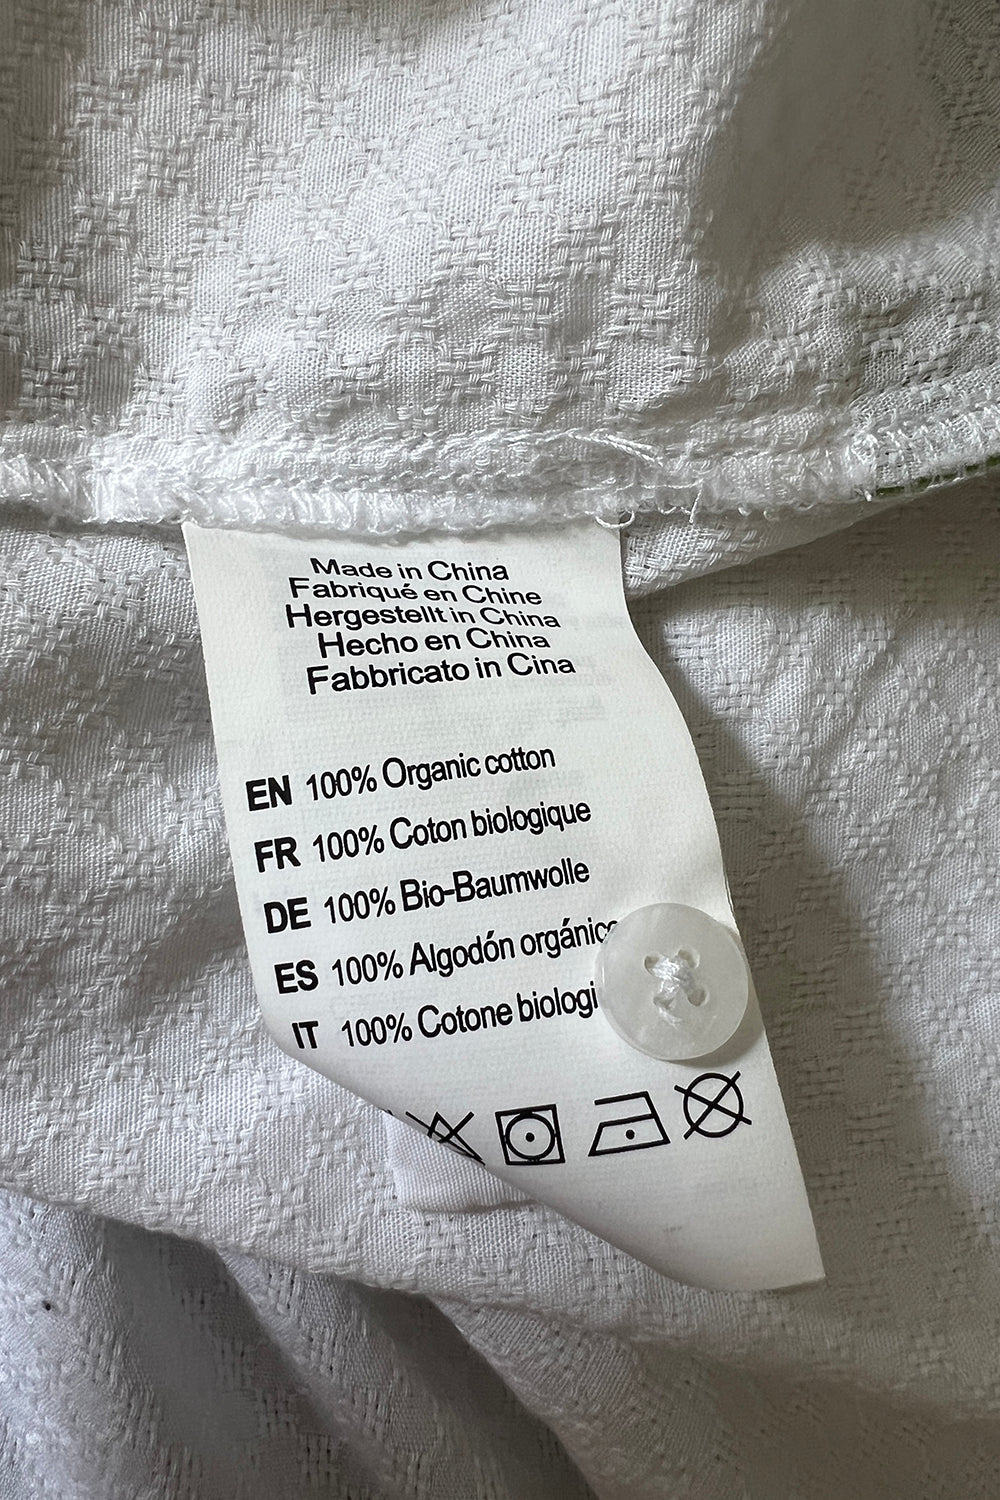 Made in China
Fabriqué en Chine
Hergestellt in China
Hecho en China
Fabbricato in Cina
EN 100% Organic cotton
FR 100% Coton biologique
DE 100% Bio-Baumwolle
ES 100% Algodón orgánico
IT 100% Cotone